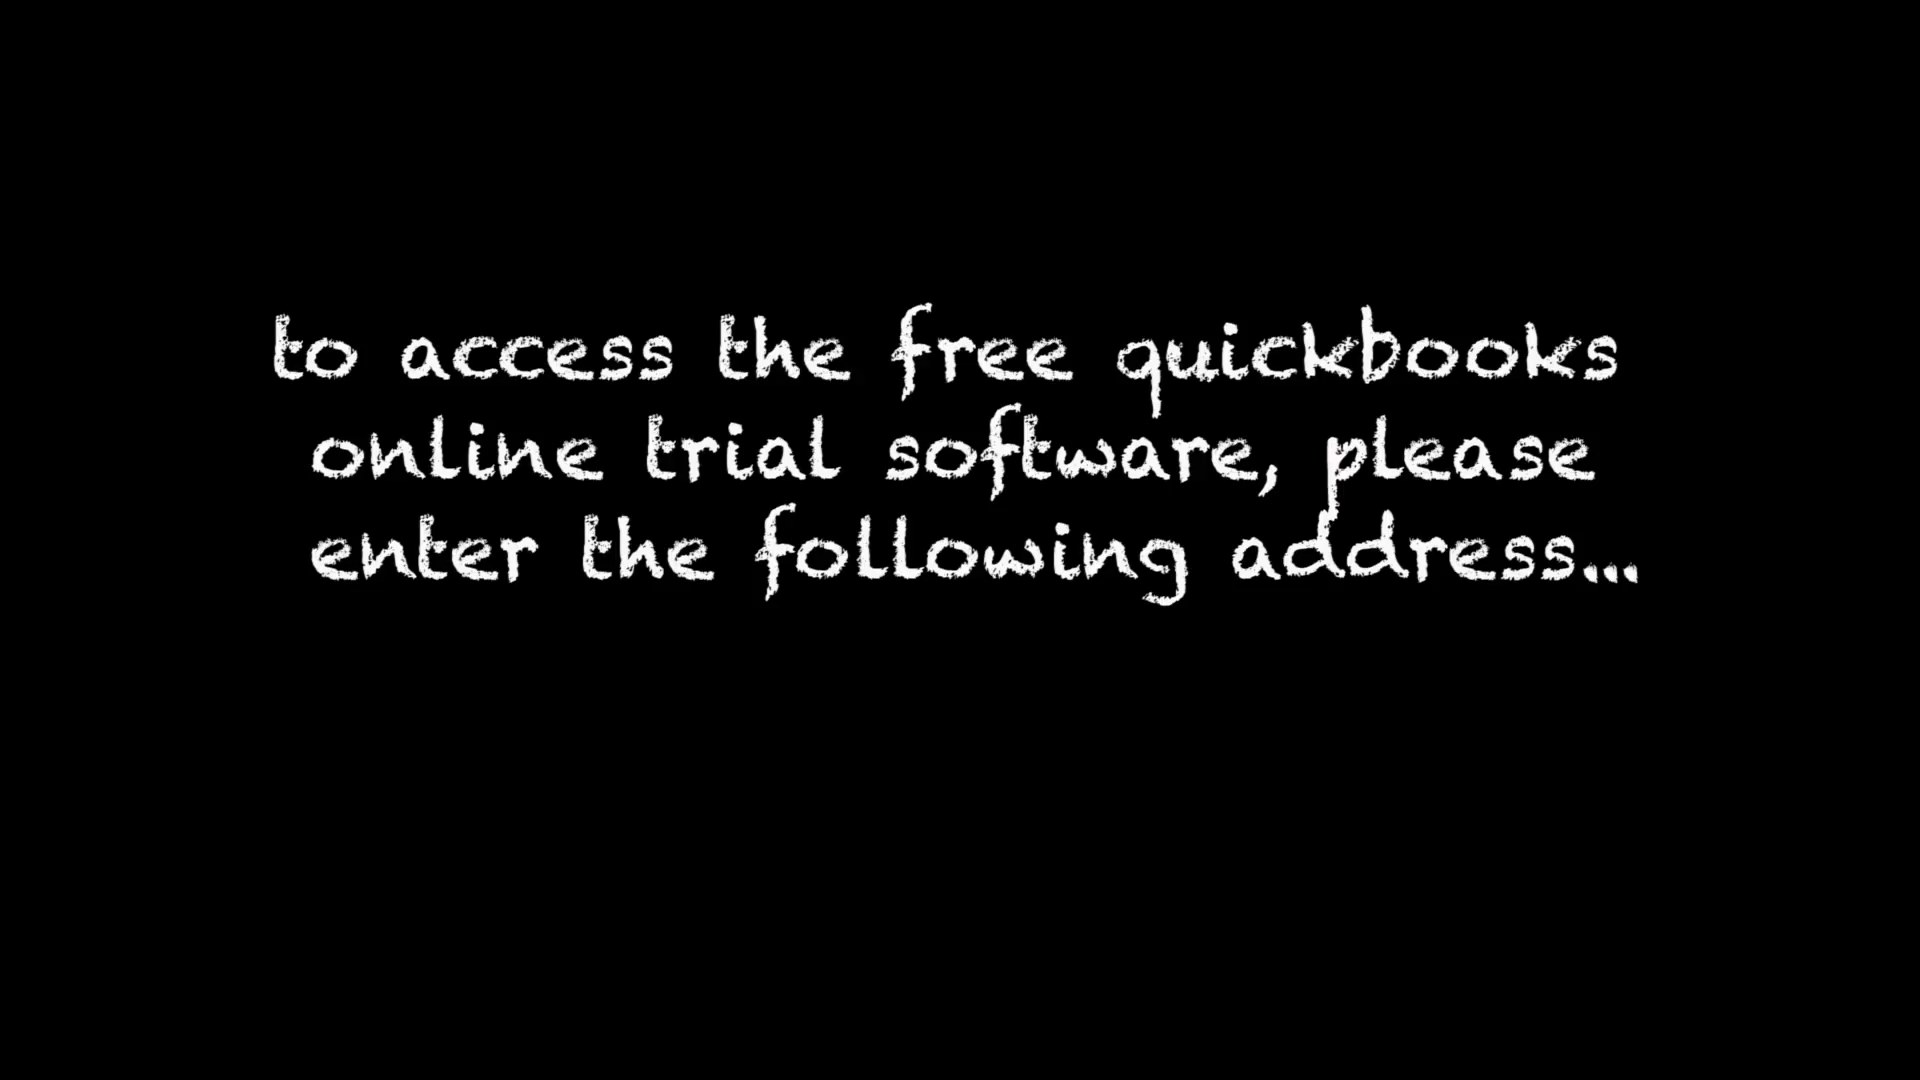 to access the free quickbooks
online trial software, please
enter the following address...